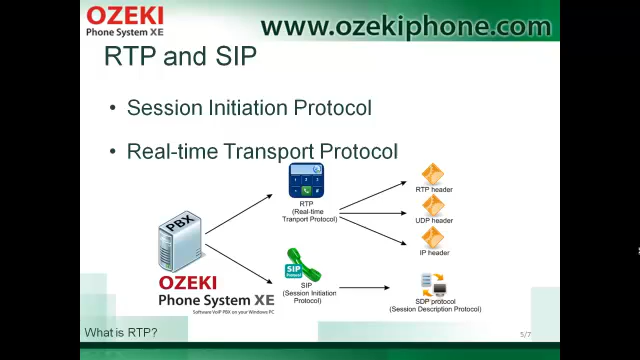 OZEKI
Phone System XE
www.ozekiphone.com
RTP and SIP
• Session Initiation Protocol
• Real-time Transport Protocol
RTP
(Real-time
Tranport Protocol)
RTP header
UDP header
IP header
PBX
OZEKI
Phone System XE
Software VoIP PBX on your Windows PC
SIP
Protocol
SIP
(Session Initiation
Protocol)
SDP protocol
(Session Description Protocol)
What is RTP?
5/7